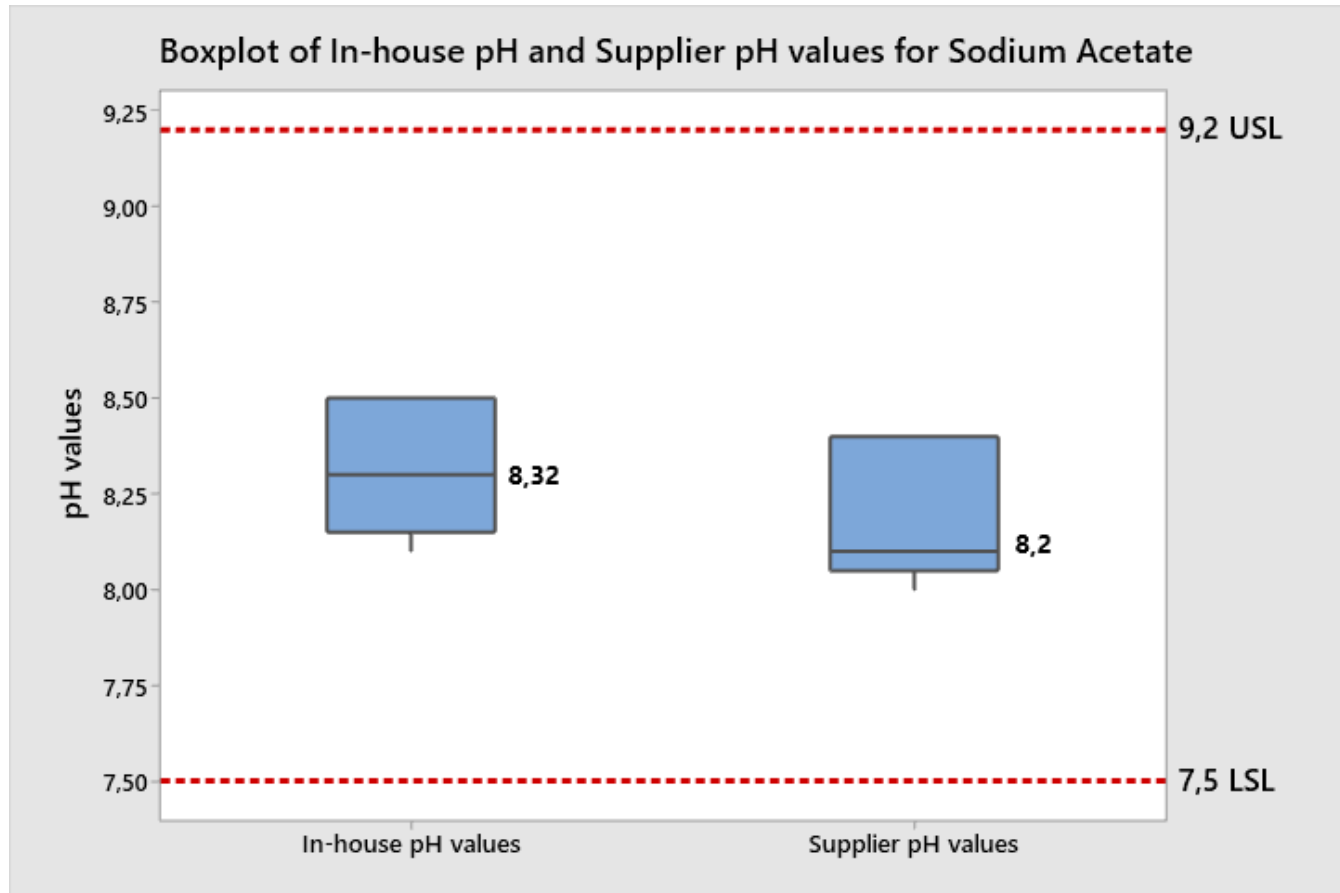 Boxplot of In-house pH and Supplier pH values for Sodium Acetate
9,25
9,2 USL
9,00
8,75
8,50
8,32
8,25
8,2
8,00
7,75
7,50
7,5 LSL
pH values
In-house pH values
Supplier pH values